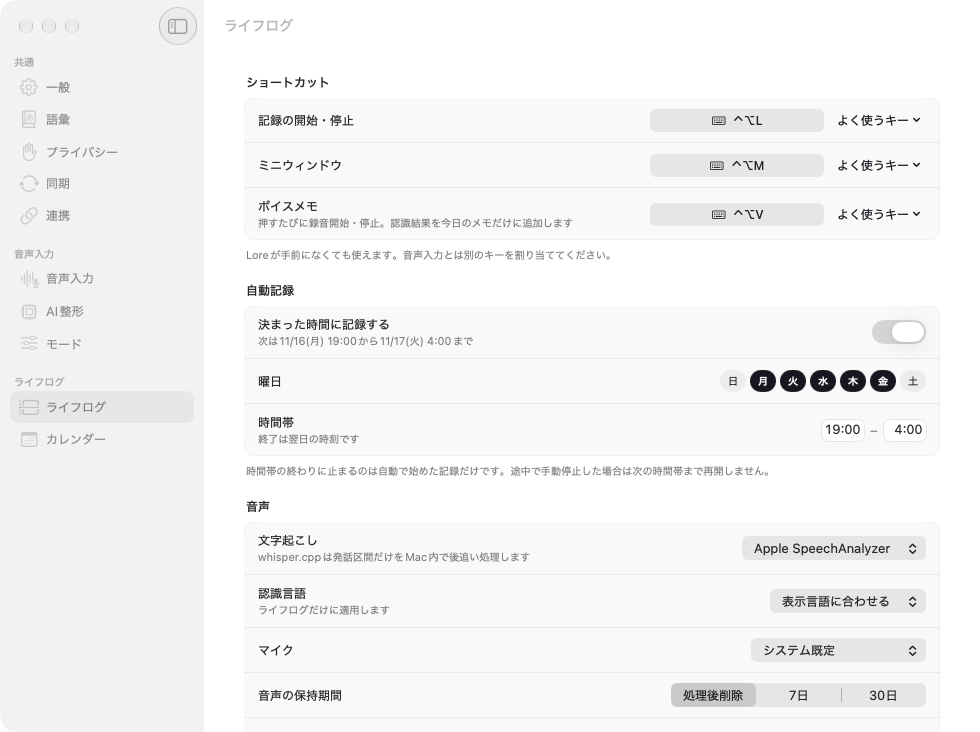 ライフログ
共通
一般
語彙
プライバシー
同期
連携
音声入力
音声入力
AI整形
モード
ライフログ
ライフログ
カレンダー
ショートカット
記録の開始・停止
^⌥L
よく使うキー
ミニウィンドウ
^⌥M
よく使うキー
ボイスメモ
押すたびに録音開始・停止。認識結果を今日のメモだけに追加します
^⌥V
よく使うキー
Loreが手前になくても使えます。音声入力とは別のキーを割り当ててください。
自動記録
決まった時間に記録する
次は11/16(月) 19:00から11/17(火) 4:00まで
曜日
日 月 火 水 木 金 土
時間帯
終了は翌日の時刻です
19:00 – 4:00
時間帯の終わりに止まるのは自動で始めた記録だけです。途中で手動停止した場合は次の時間帯まで再開しません。
音声
文字起こし
whisper.cppは発話区間だけをMac内で後追い処理します
Apple SpeechAnalyzer
認識言語
ライフログだけに適用します
表示言語に合わせる
マイク
システム既定
音声の保持期間
処理後削除 7日 30日